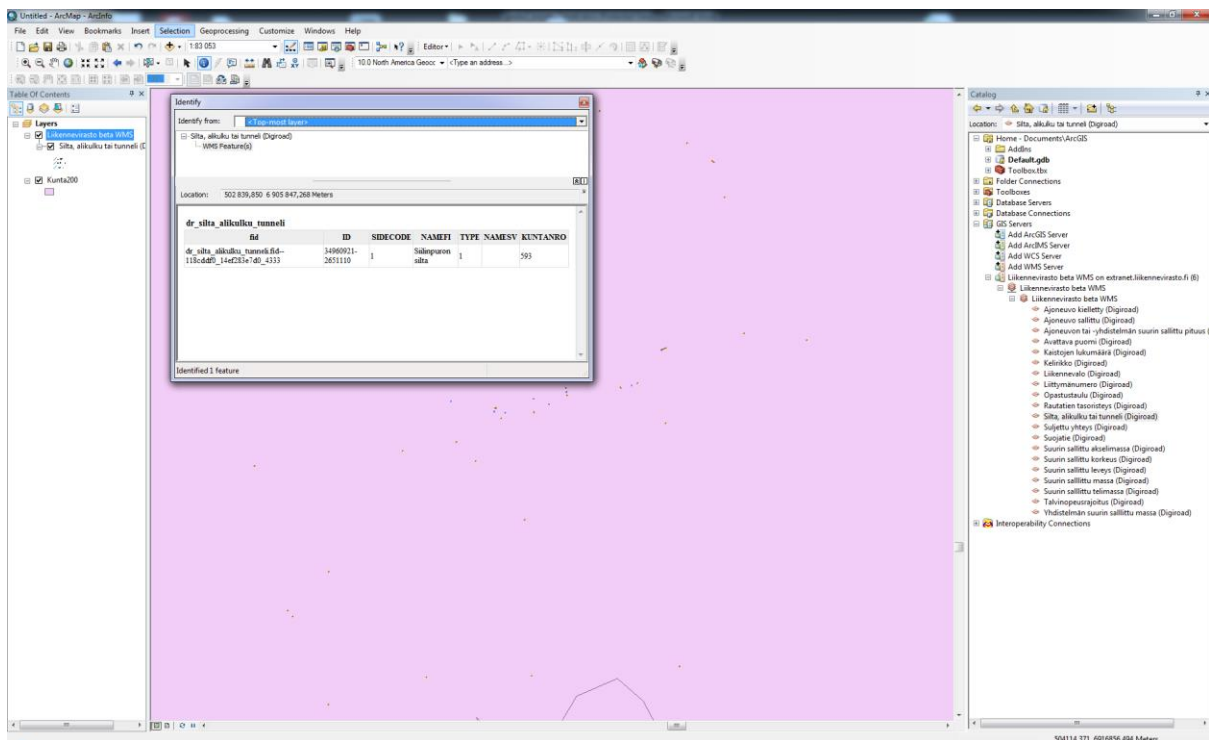 Untitled - ArcMap - ArcInfo
File Edit View Bookmarks Insert Selection Geoprocessing Customize Windows Help
1:83 053
Editor
10.0 North America Geocc <Type an address...>
Table Of Contents
Layers
Liikennevirasto beta WMS
Silta, alikulku tai tunneli (D
Kunta200
Identify
Identify from: <Top-most layer>
Silta, alikulku tai tunneli (Digiroad)
WMS Feature(s)
Location: 502 839,850 6 905 847,268 Meters
dr_silta_alikulku_tunneli
fid ID SIDECODE NAMEFI TYPE NAMESV KUNTANRO
dr_silta_alikulku_tunneli.fid-- 34960921- 1 Siilinpuron 1 593
118cddf0_14ef283e7d0_4333 2651110 silta
Identified 1 feature
Catalog
Location: Silta, alikulku tai tunneli (Digiroad)
Home - Documents\ArcGIS
AddIns
Default.gdb
Toolbox.tbx
Folder Connections
Toolboxes
Database Servers
Database Connections
GIS Servers
Add ArcGIS Server
Add ArcIMS Server
Add WCS Server
Add WMS Server
Liikennevirasto beta WMS on extranet.liikennevirasto.fi (6)
Liikennevirasto beta WMS
Liikennevirasto beta WMS
Ajoneuvo kielletty (Digiroad)
Ajoneuvo sallittu (Digiroad)
Ajoneuvon tai -yhdistelmän suurin sallittu pituus (
Avattava puomi (Digiroad)
Kaistojen lukumäärä (Digiroad)
Kelirikko (Digiroad)
Liikennevalo (Digiroad)
Liittymänumero (Digiroad)
Opastustaulu (Digiroad)
Rautatien tasoristeys (Digiroad)
Silta, alikulku tai tunneli (Digiroad)
Suljettu yhteys (Digiroad)
Suojatie (Digiroad)
Suurin sallittu akselimassa (Digiroad)
Suurin sallittu korkeus (Digiroad)
Suurin sallittu leveys (Digiroad)
Suurin salllittu massa (Digiroad)
Suurin salllittu telimassa (Digiroad)
Talvinopeusrajoitus (Digiroad)
Yhdistelmän suurin salllittu massa (Digiroad)
Interoperability Connections
504114,371 6916856,494 Meters